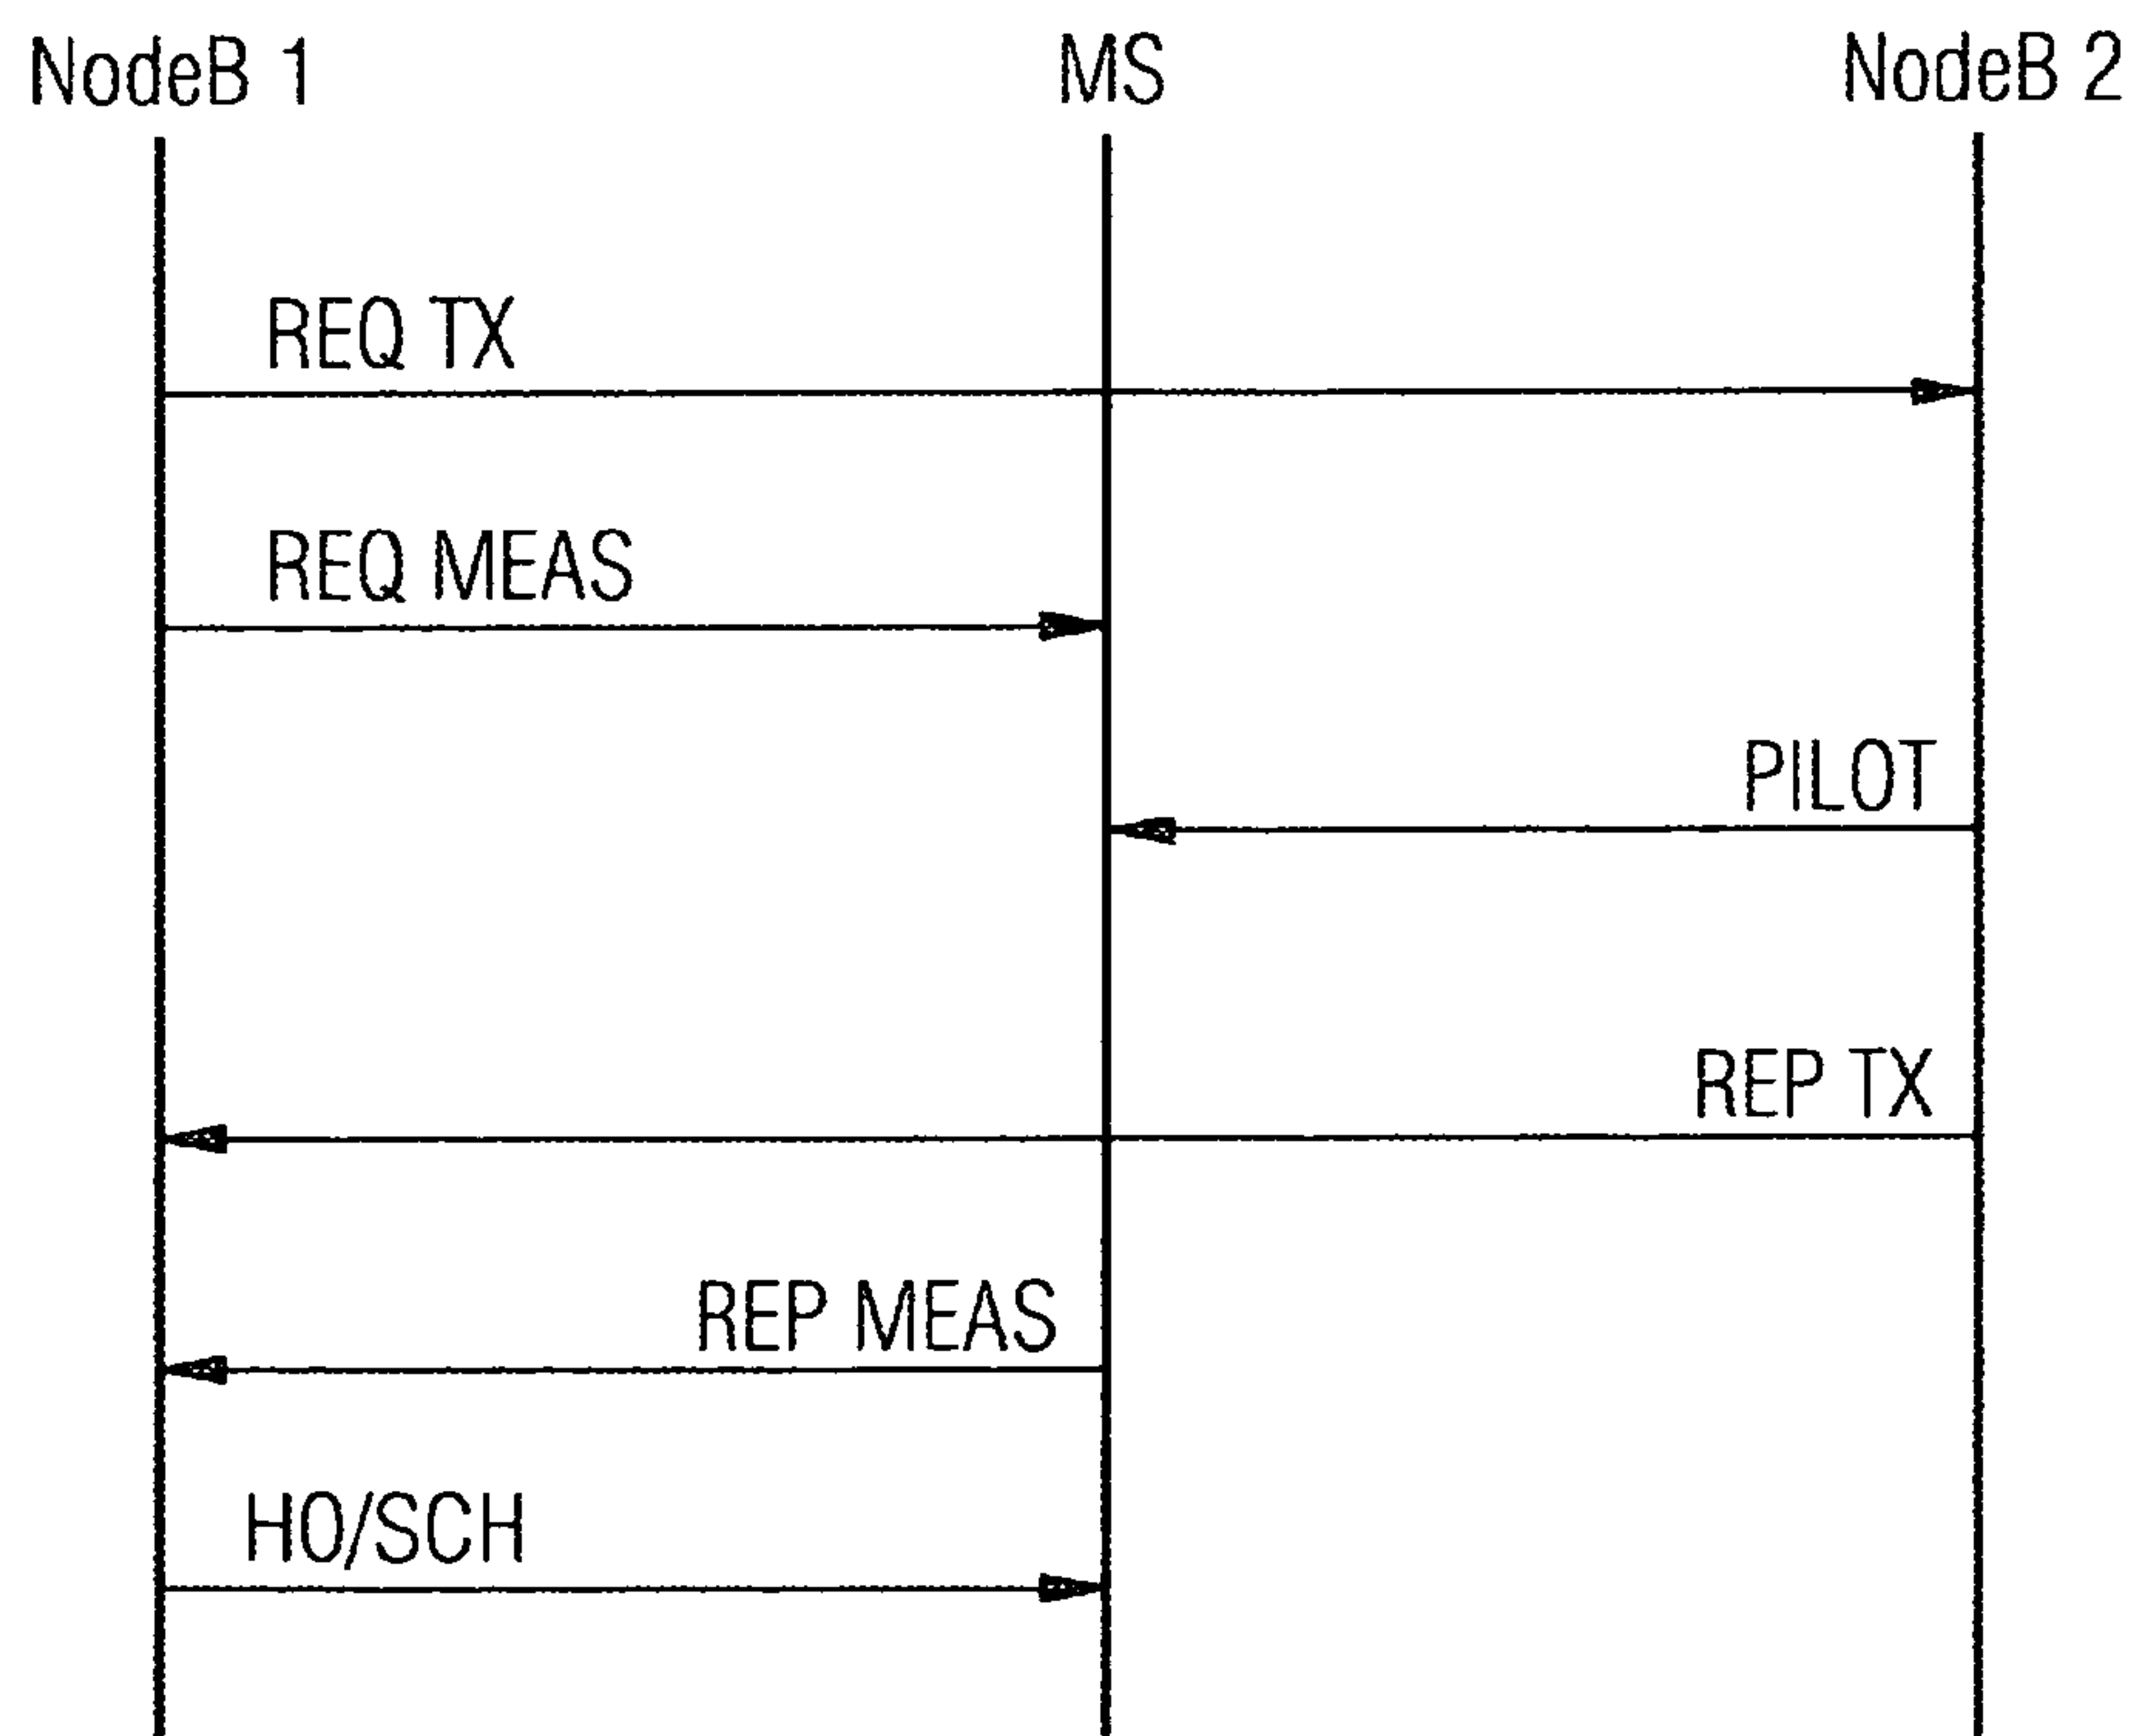 NodeB 1 MS NodeB 2
REQ TX
REQ MEAS
PILOT
REP TX
REP MEAS
HO/SCH